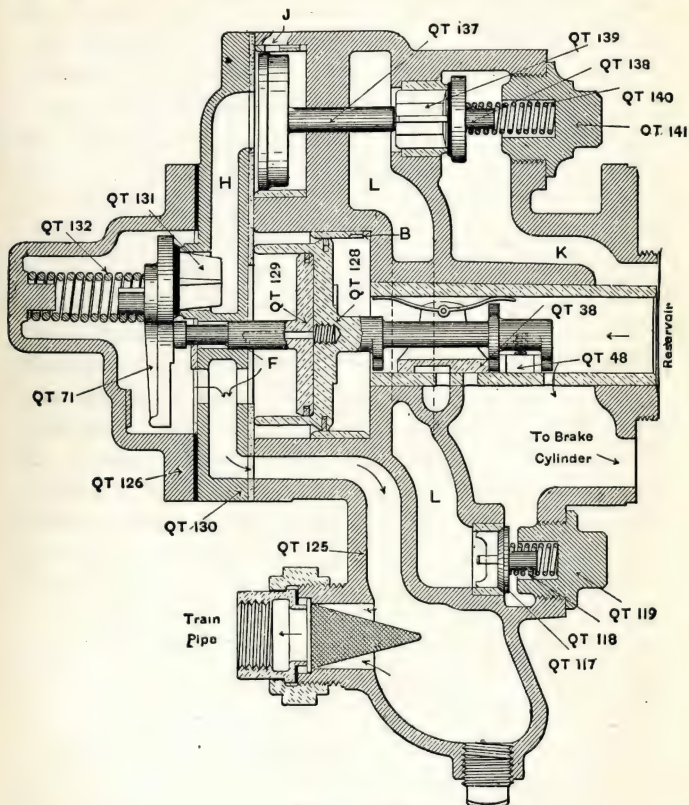 J
QT 137
QT 139
QT 138
QT 140
QT 141
QT 131
QT 132
H
L
B
K
QT 129
QT 128
QT 38
QT 48
Reservoir
F
QT 71
To Brake
Cylinder
QT 126
QT 130
L
QT 125
QT 119
QT 118
QT 117
Train
Pipe